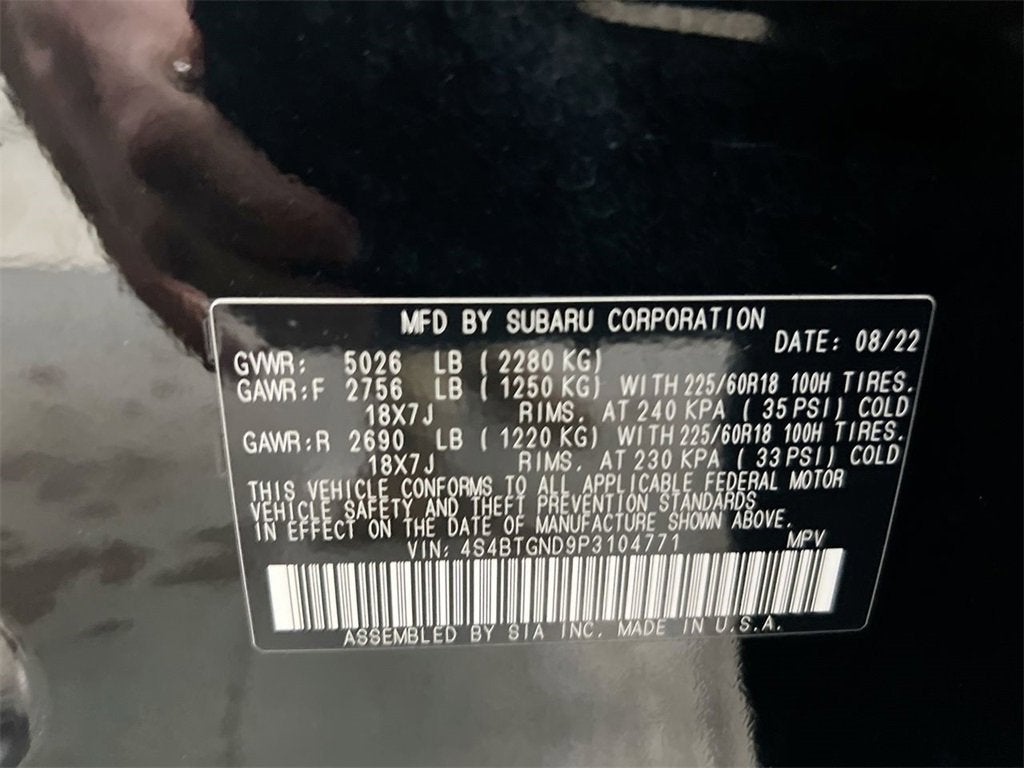 MFD BY SUBARU CORPORATION
DATE: 08/22
GVWR: 5026 LB ( 2280 KG)
GAWR:F 2756 LB ( 1250 KG) WITH 225/60R18 100H TIRES.
18X7J RIMS. AT 240 KPA ( 35 PSI) COLD
GAWR:R 2690 LB ( 1220 KG) WITH 225/60R18 100H TIRES.
18X7J RIMS. AT 230 KPA ( 33 PSI) COLD
THIS VEHICLE CONFORMS TO ALL APPLICABLE FEDERAL MOTOR
VEHICLE SAFETY AND THEFT PREVENTION STANDARDS
IN EFFECT ON THE DATE OF MANUFACTURE SHOWN ABOVE.
VIN: 4S4BTGND9P3104771 MPV
ASSEMBLED BY SIA INC. MADE IN U.S.A.